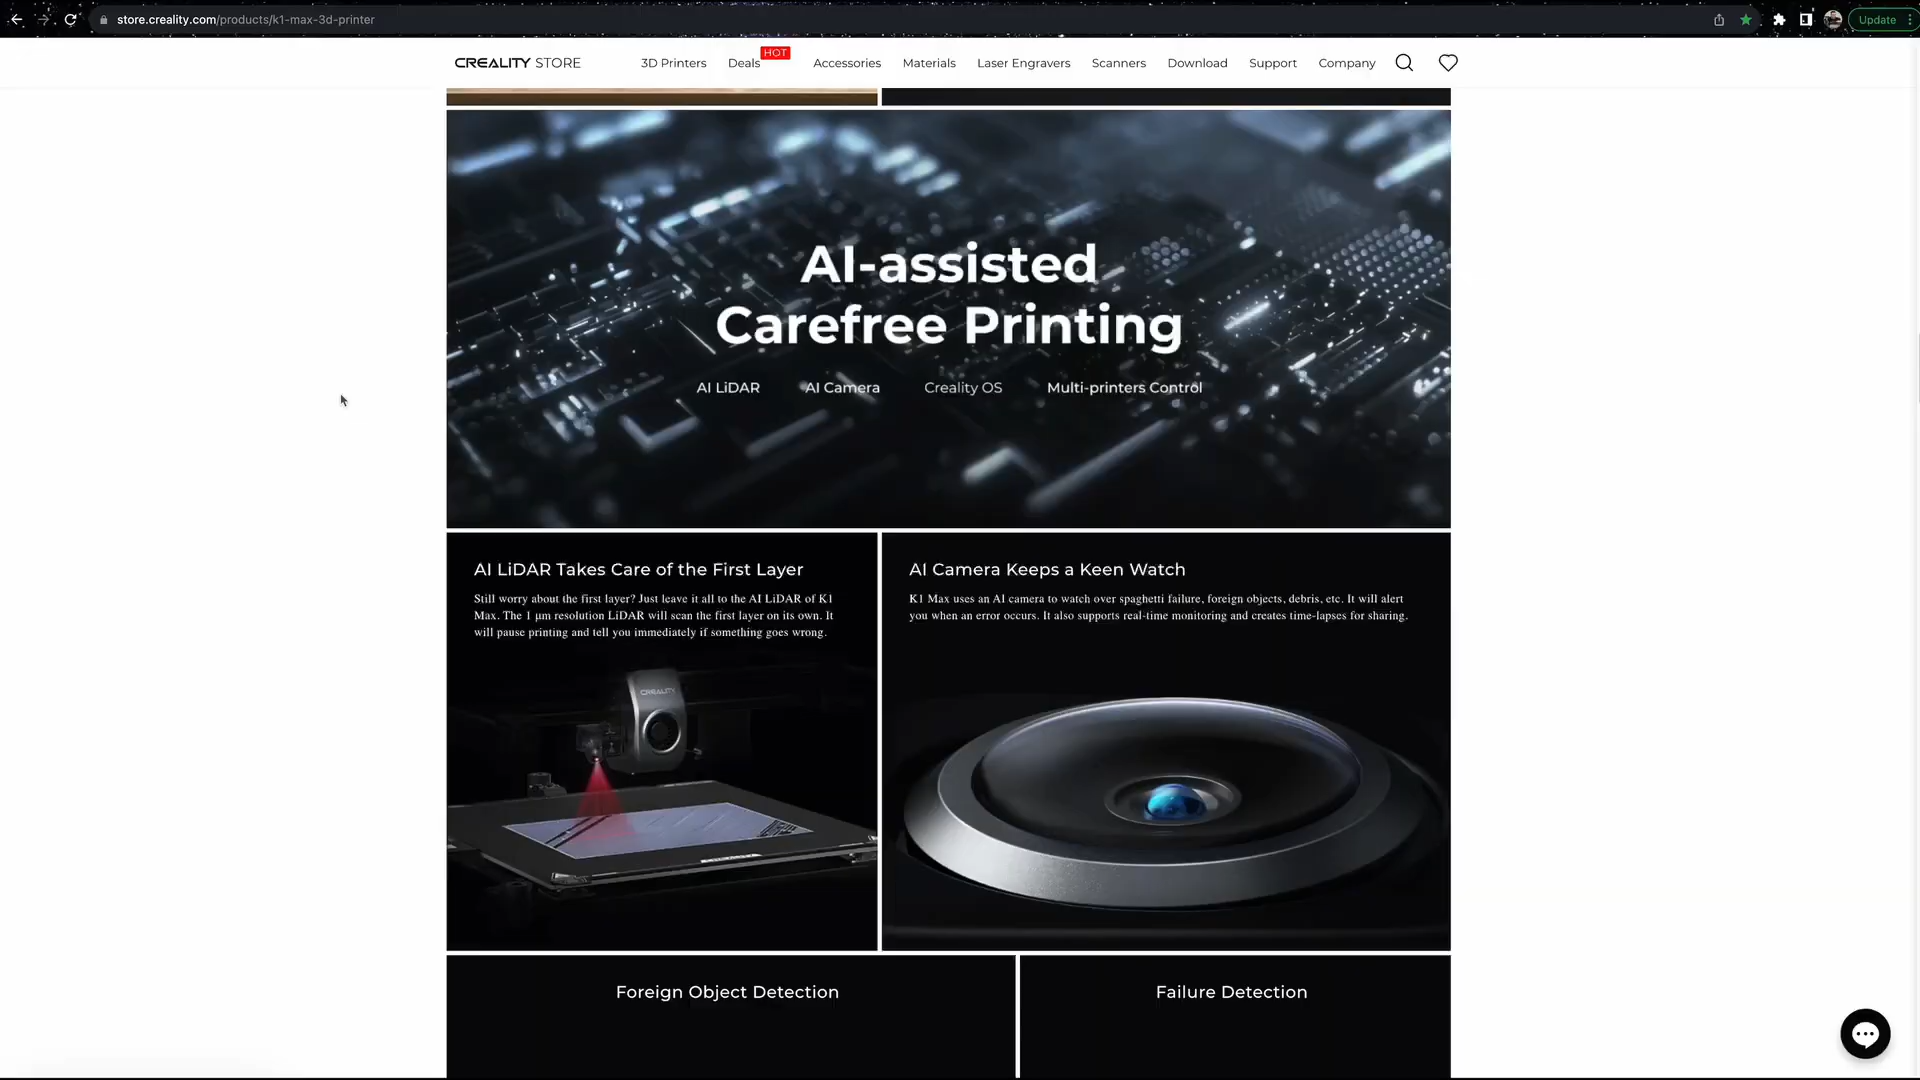 store.creality.com/products/k1-max-3d-printer
Update
CREALITY STORE
3D Printers
Deals
HOT
Accessories
Materials
Laser Engravers
Scanners
Download
Support
Company
AI-assisted
Carefree Printing
AI LiDAR
AI Camera
Creality OS
Multi-printers Control
AI LiDAR Takes Care of the First Layer
Still worry about the first layer? Just leave it all to the AI LiDAR of K1
Max. The 1 μm resolution LiDAR will scan the first layer on its own. It
will pause printing and tell you immediately if something goes wrong.
CREALITY
AI Camera Keeps a Keen Watch
K1 Max uses an AI camera to watch over spaghetti failure, foreign objects, debris, etc. It will alert
you when an error occurs. It also supports real-time monitoring and creates time-lapses for sharing.
Foreign Object Detection
Failure Detection